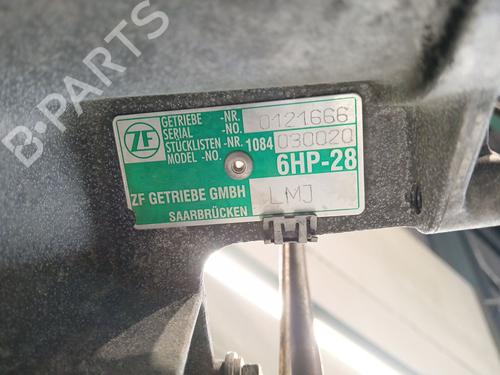 ZF
GETRIEBE -NR. 0121666
SERIAL -NO.
STÜCKLISTEN -NR. 1084 030020
MODEL -NO.
6HP-28
ZF GETRIEBE GMBH LMJ
SAARBRÜCKEN
B-PARTS